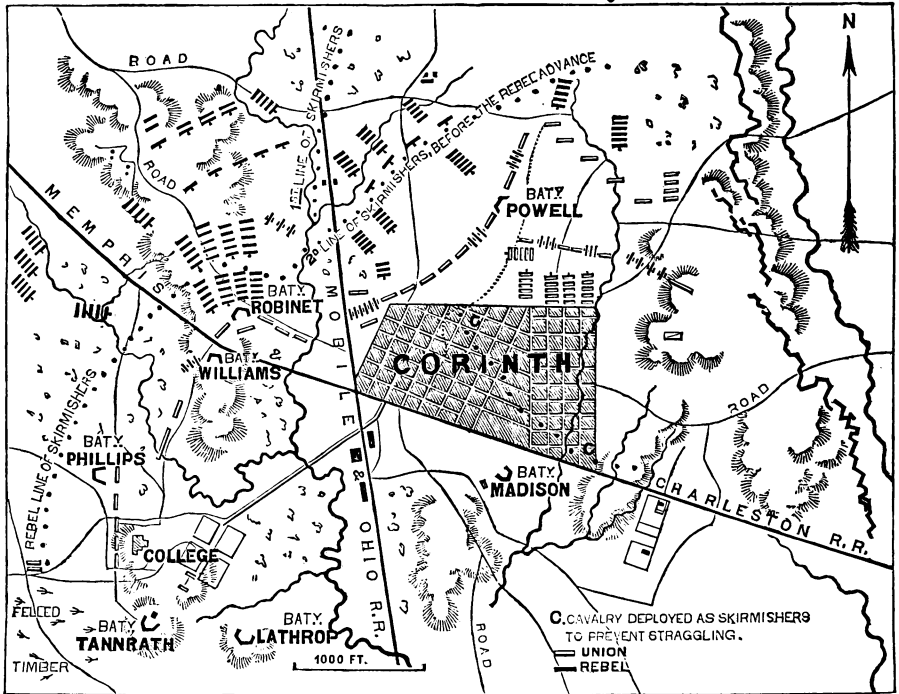 N
ROAD
1ST LINE OF SKIRMISHERS
2D LINE OF SKIRMISHERS, BEFORE THE REBEL ADVANCE
ROAD
MEMPHIS
BATY.
POWELL
BATY.
ROBINET
MOBILE
C
CORINTH
&
BATY.
WILLIAMS
REBEL LINE OF SKIRMISHERS
BATY.
PHILLIPS
ROAD
C
BATY.
MADISON
&
CHARLESTON R.R.
OHIO R.R.
COLLEGE
FELLED
TIMBER
BATY.
TANNRATH
BATY.
LATHROP
1000 FT.
ROAD
C. CAVALRY DEPLOYED AS SKIRMISHERS
TO PREVENT STRAGGLING.
UNION
REBEL